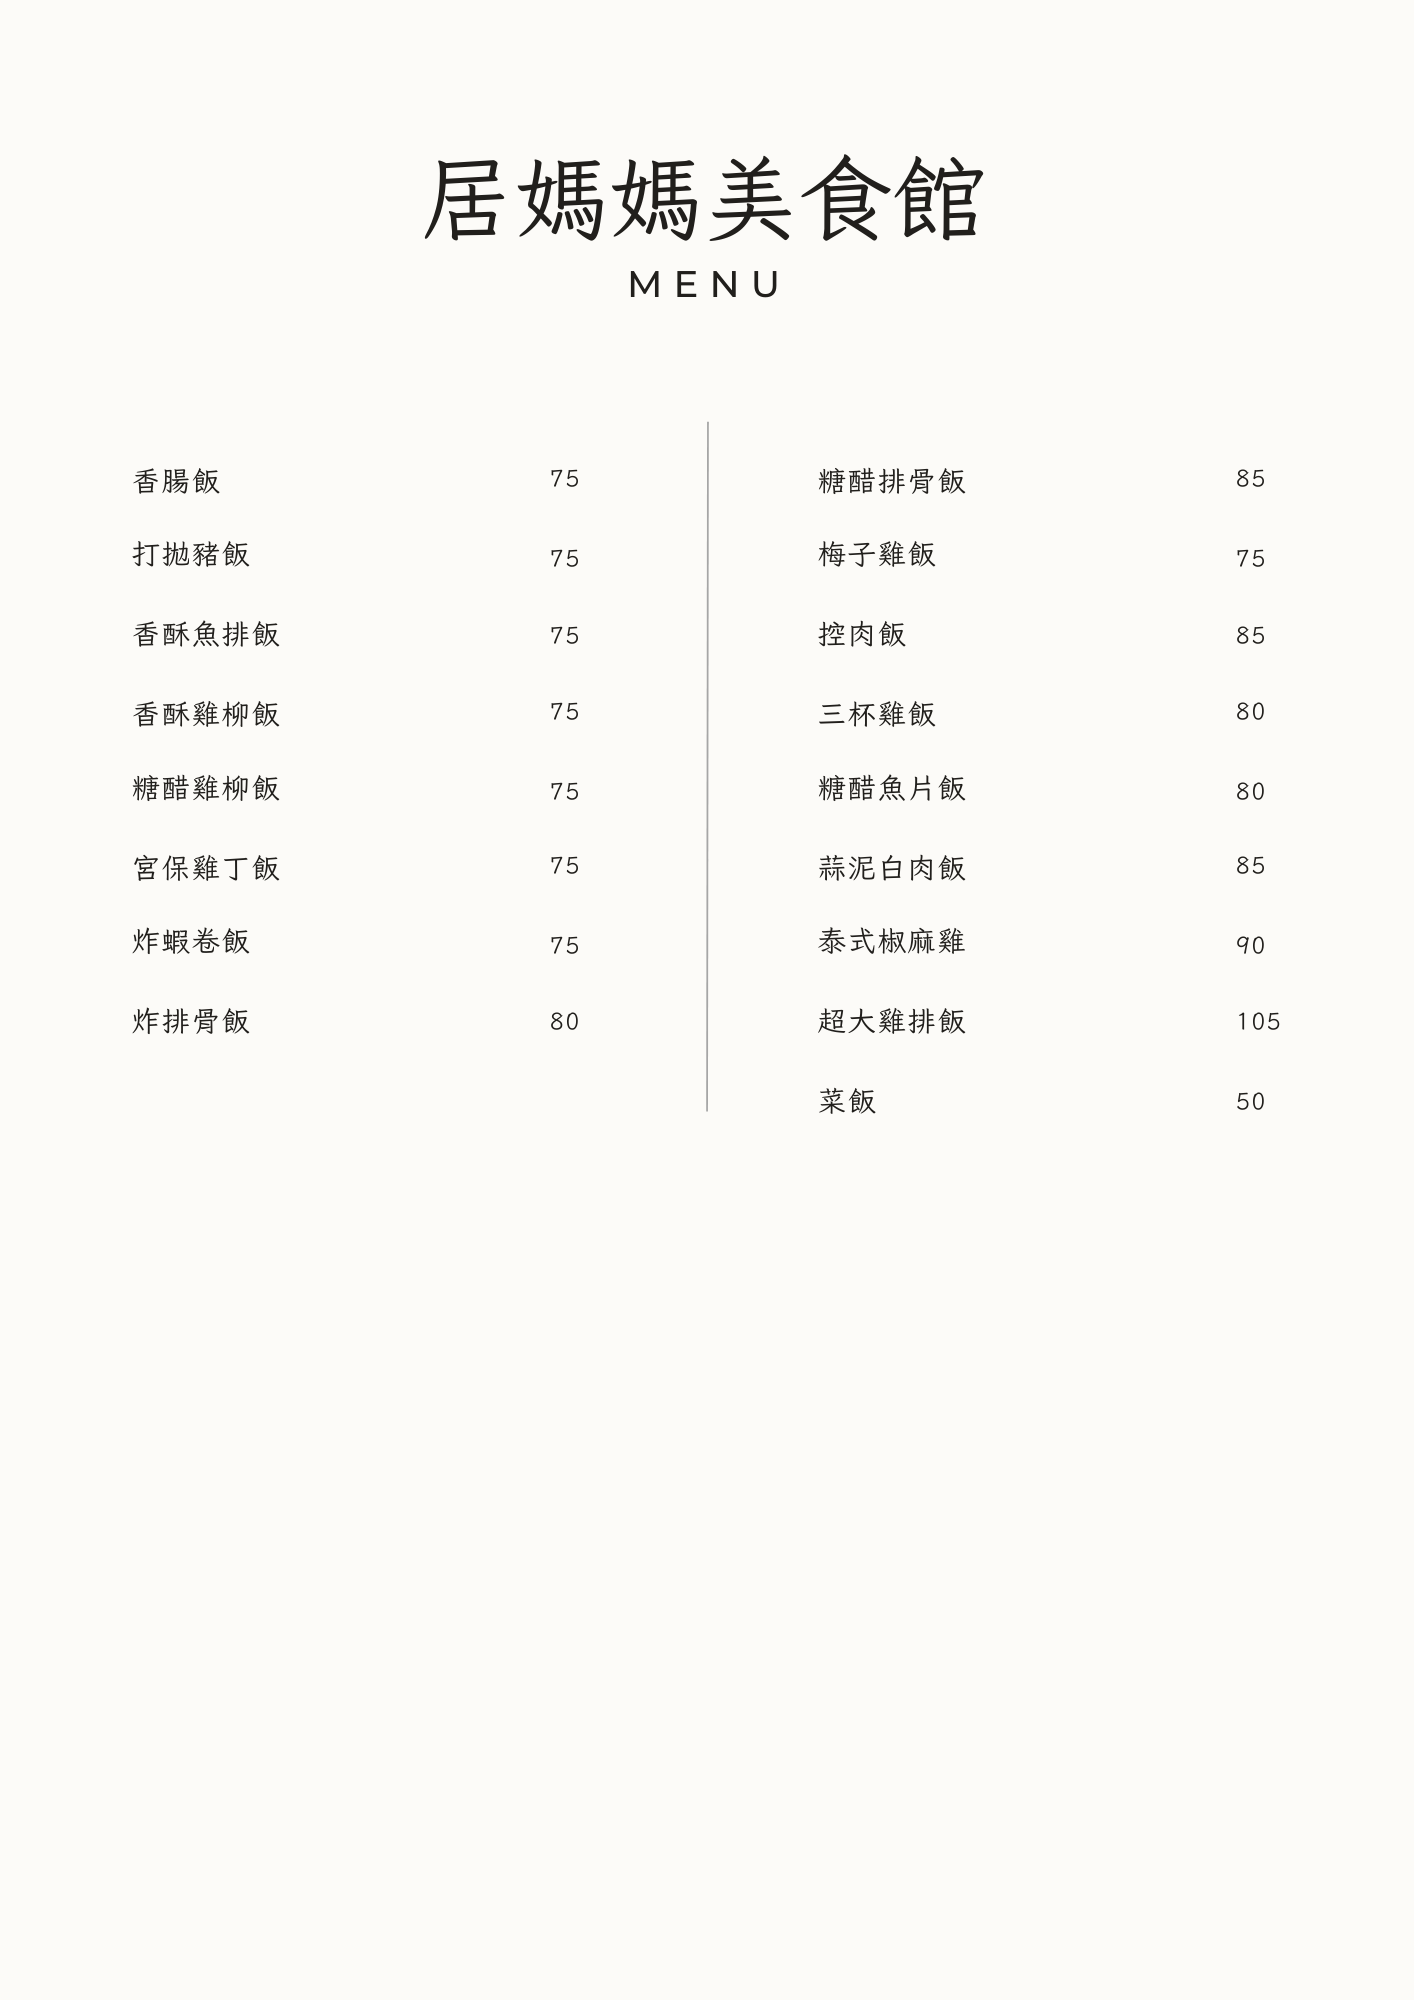 居媽媽美食館
MENU
香腸飯 75
打拋豬飯 75
香酥魚排飯 75
香酥雞柳飯 75
糖醋雞柳飯 75
宮保雞丁飯 75
炸蝦卷飯 75
炸排骨飯 80
糖醋排骨飯 85
梅子雞飯 75
控肉飯 85
三杯雞飯 80
糖醋魚片飯 80
蒜泥白肉飯 85
泰式椒麻雞 90
超大雞排飯 105
菜飯 50